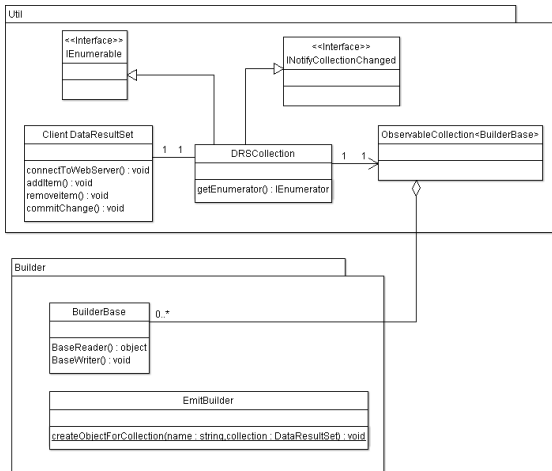 Util
<<Interface>>
IEnumerable
<<Interface>>
INotifyCollectionChanged
Client DataResultSet
connectToWebServer() : void
addItem() : void
removeitem() : void
commitChange() : void
1 1
DRSCollection
getEnumerator() : IEnumerator
1 1
ObservableCollection<BuilderBase>
Builder
BuilderBase
BaseReader() : object
BaseWriter() : void
0..*
EmitBuilder
createObjectForCollection(name : string,collection : DataResultSet) : void